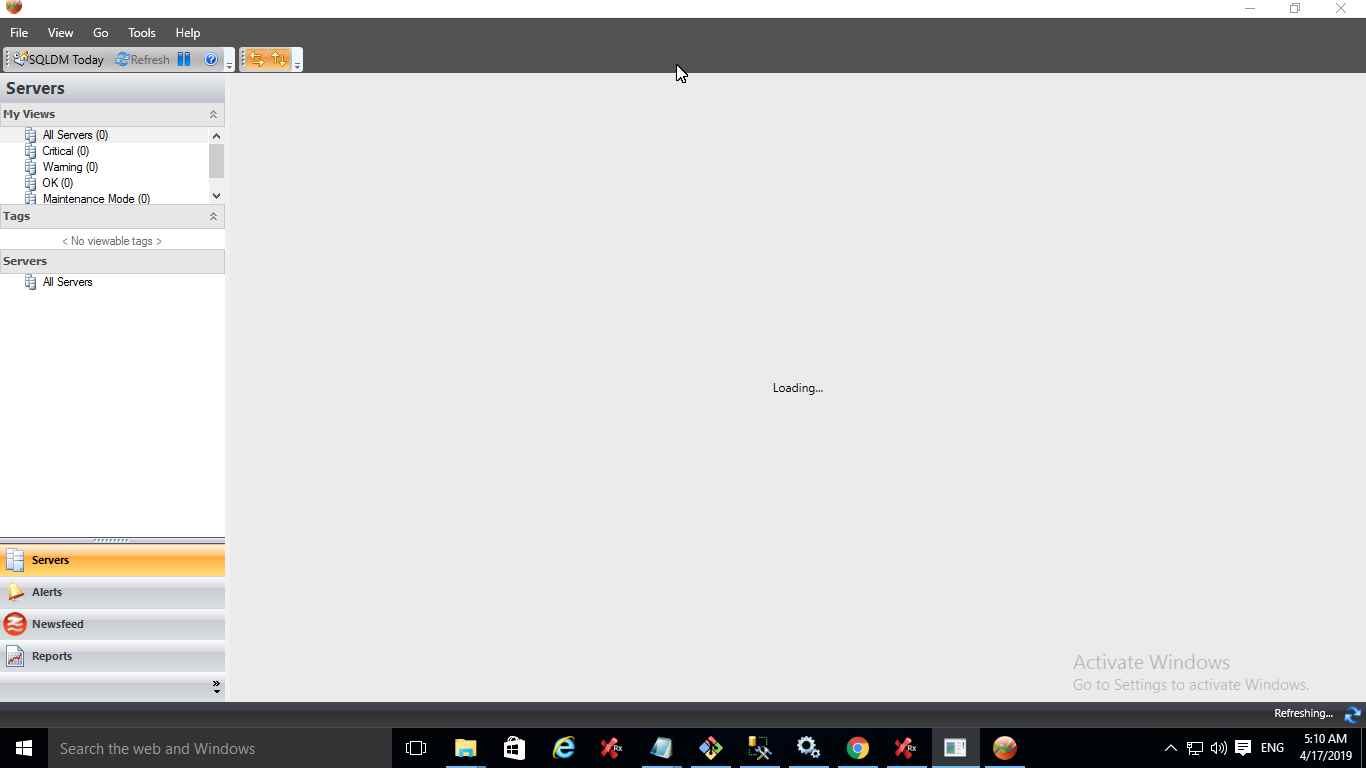 File View Go Tools Help
SQLDM Today Refresh
Servers
My Views
All Servers (0)
Critical (0)
Warning (0)
OK (0)
Maintenance Mode (0)
Tags
< No viewable tags >
Servers
All Servers
Loading...
Servers
Alerts
Newsfeed
Reports
Activate Windows
Go to Settings to activate Windows.
Refreshing...
Search the web and Windows
Rx
Rx
ENG
5:10 AM
4/17/2019